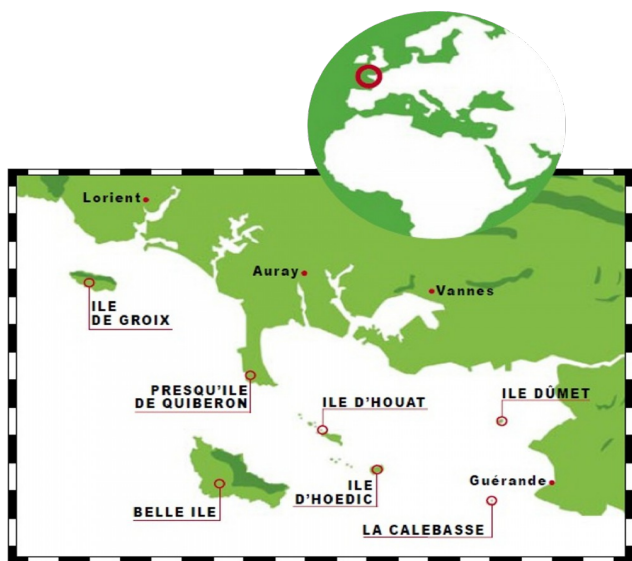 Lorient
Auray
Vannes
ILE
DE GROIX
PRESQU'ILE
DE QUIBERON
ILE D'HOUAT
ILE DÛMET
BELLE ILE
ILE
D'HOEDIC
Guérande
LA CALEBASSE